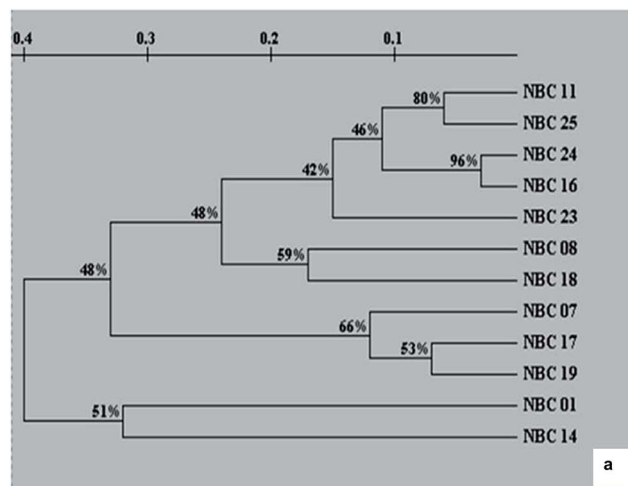 0.4 0.3 0.2 0.1
80% NBC 11
NBC 25
46%
96% NBC 24
NBC 16
42%
NBC 23
48%
59% NBC 08
NBC 18
48%
66% NBC 07
53% NBC 17
NBC 19
51% NBC 01
NBC 14
a